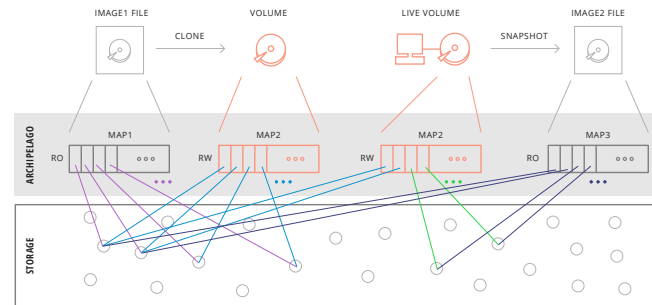 IMAGE1 FILE
VOLUME
LIVE VOLUME
IMAGE2 FILE
CLONE
SNAPSHOT
ARCHIPELAGO
MAP1
MAP2
MAP2
MAP3
RO
RW
RW
RO
STORAGE